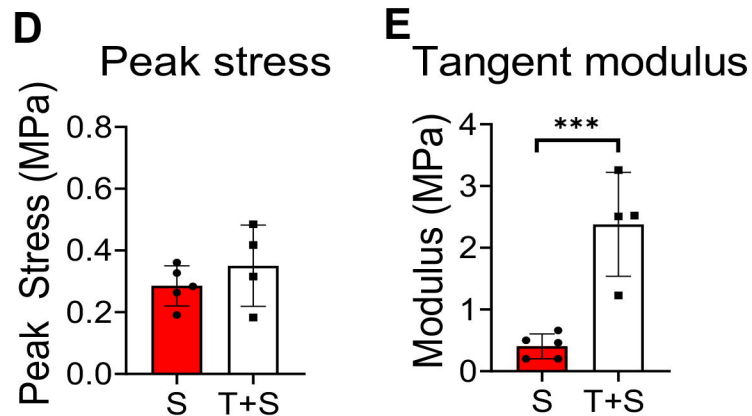 D
Peak stress
Peak Stress (MPa)
0.8
0.6
0.4
0.2
0.0
S T+S
E
Tangent modulus
Modulus (MPa)
4
3
2
1
0
***
S T+S